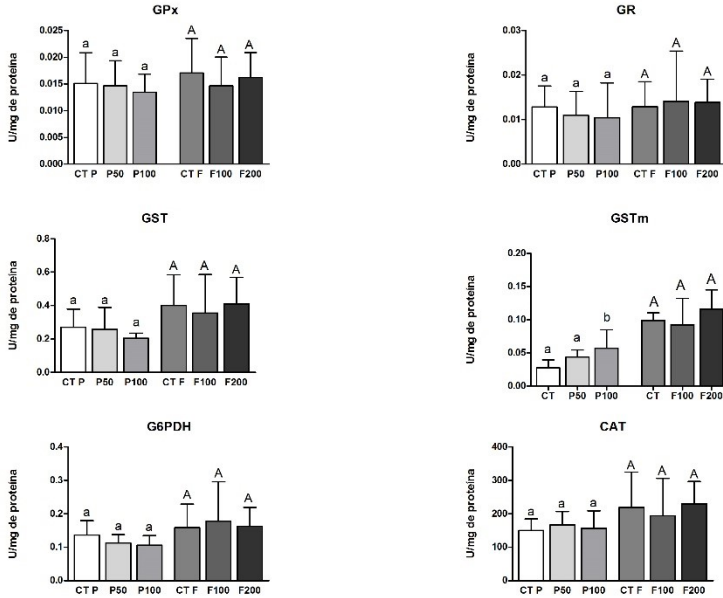 GPx
U/mg de proteína
0.025
0.020
0.015
0.010
0.005
0.000
a
a
a
A
A
A
CT P P50 P100 CT F F100 F200
GR
U/mg de proteína
0.03
0.02
0.01
0.00
a
a
a
A
A
A
CT P P50 P100 CT F F100 F200
GST
U/mg de proteína
0.8
0.6
0.4
0.2
0.0
a
a
a
A
A
A
CT P P50 P100 CT F F100 F200
GSTm
U/mg de proteína
0.20
0.15
0.10
0.05
0.00
a
a
b
A
A
A
CT P50 P100 CT F100 F200
G6PDH
U/mg de proteína
0.4
0.3
0.2
0.1
0.0
a
a
a
A
A
A
CT P P50 P100 CT F F100 F200
CAT
U/mg de proteína
400
300
200
100
0
a
a
a
A
A
A
CT P P50 P100 CT F F100 F200